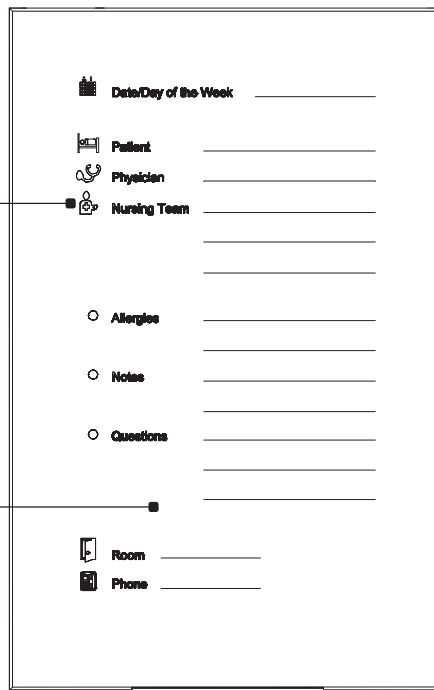 Date/Day of the Week
Patient
Physician
Nursing Team
Allergies
Notes
Questions
Room
Phone